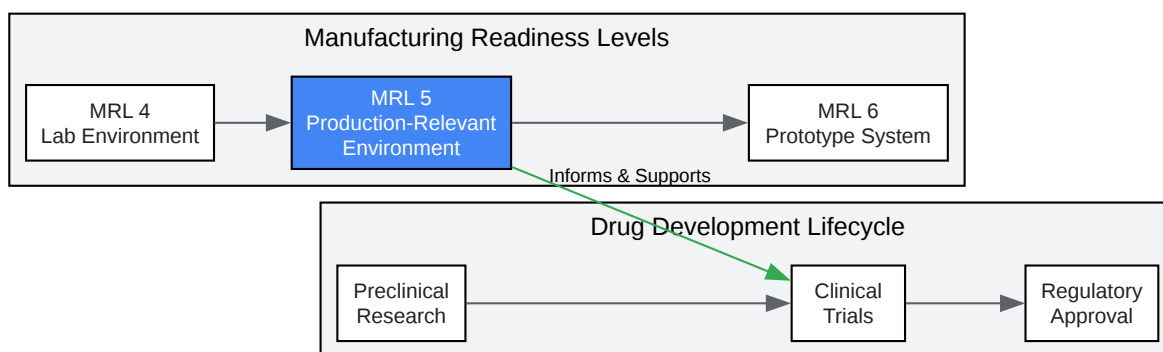 Manufacturing Readiness Levels
MRL 4
Lab Environment
MRL 5
Production-Relevant
Environment
MRL 6
Prototype System
Informs & Supports
Drug Development Lifecycle
Preclinical
Research
Clinical
Trials
Regulatory
Approval